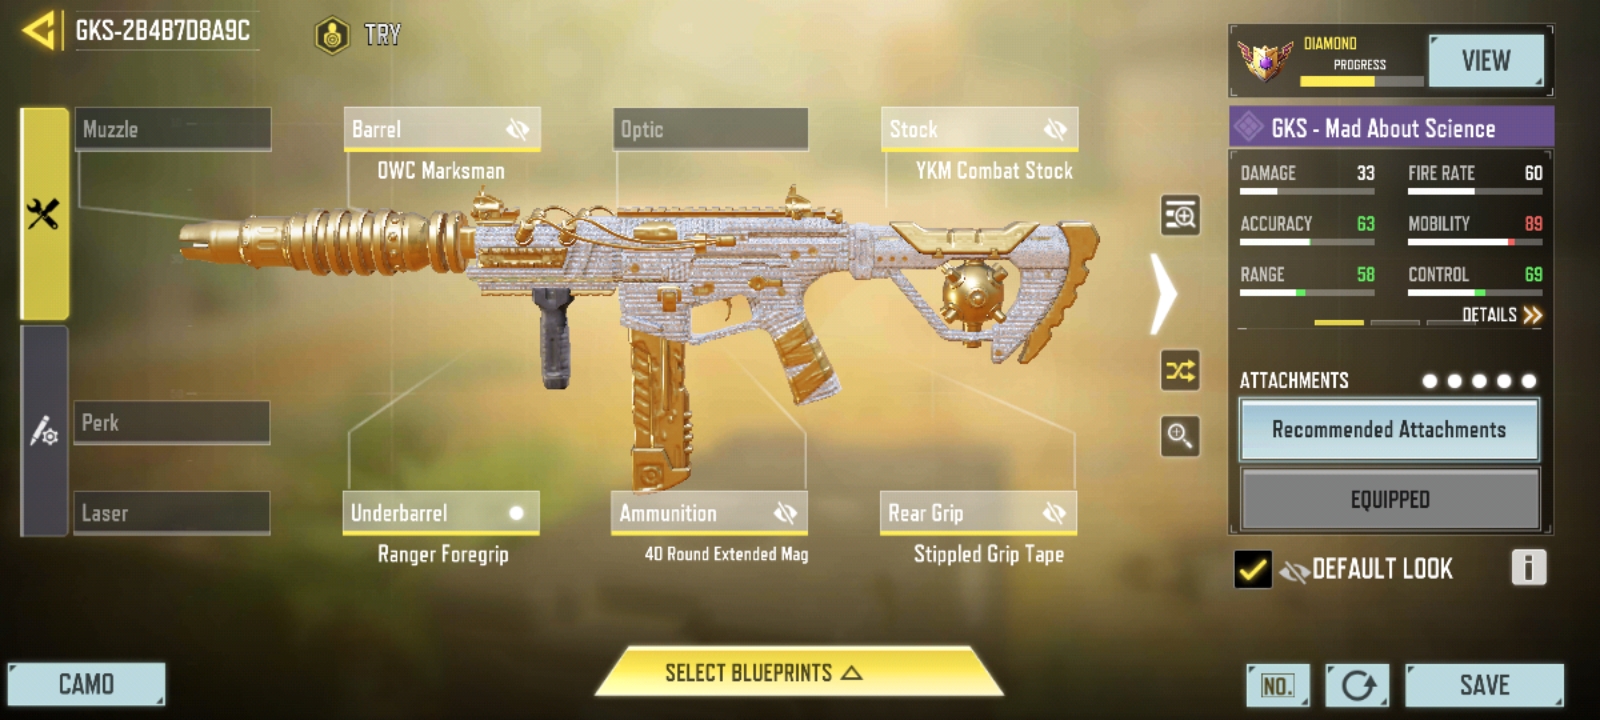 GKS-2B4B7D8A9C
TRY
DIAMOND
PROGRESS
VIEW
Muzzle
Barrel
OWC Marksman
Optic
Stock
YKM Combat Stock
GKS - Mad About Science
DAMAGE 33
FIRE RATE 60
ACCURACY 63
MOBILITY 89
RANGE 58
CONTROL 69
DETAILS
ATTACHMENTS
Recommended Attachments
EQUIPPED
DEFAULT LOOK
i
Perk
Laser
Underbarrel
Ranger Foregrip
Ammunition
40 Round Extended Mag
Rear Grip
Stippled Grip Tape
CAMO
SELECT BLUEPRINTS
NO.
SAVE